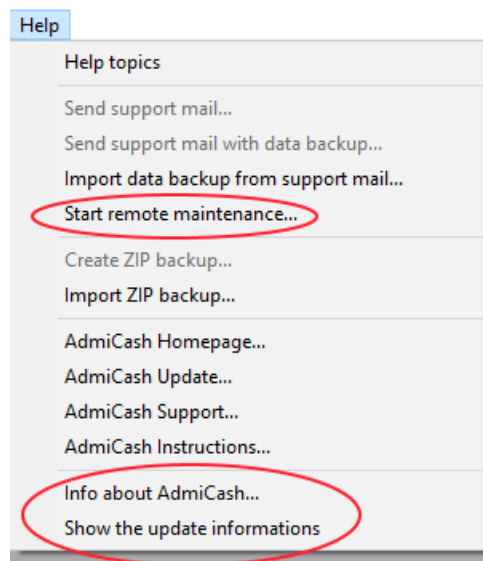 Help
Help topics
Send support mail...
Send support mail with data backup...
Import data backup from support mail...
Start remote maintenance...
Create ZIP backup...
Import ZIP backup...
AdmiCash Homepage...
AdmiCash Update...
AdmiCash Support...
AdmiCash Instructions...
Info about AdmiCash...
Show the update informations